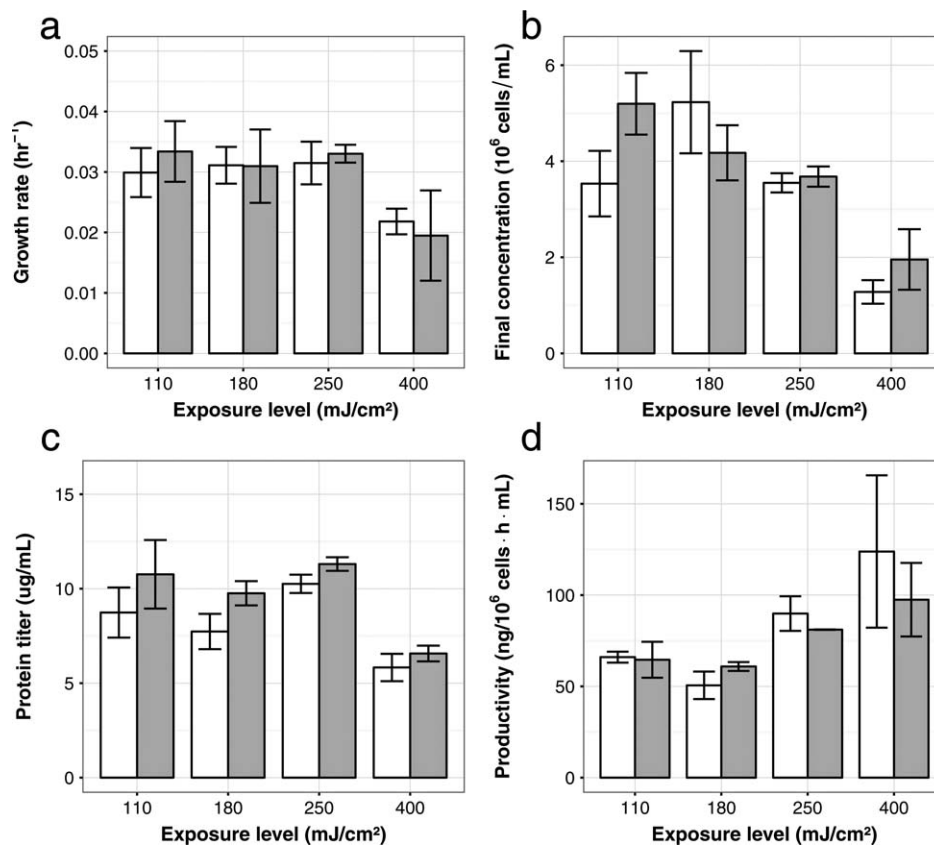 a
Growth rate (hr⁻¹)
0.05
0.04
0.03
0.02
0.01
0.00
110 180 250 400
Exposure level (mJ/cm²)
b
Final concentration (10⁶ cells/mL)
6
4
2
0
110 180 250 400
Exposure level (mJ/cm²)
c
Protein titer (ug/mL)
15
10
5
0
110 180 250 400
Exposure level (mJ/cm²)
d
Productivity (ng/10⁶ cells · h · mL)
150
100
50
0
110 180 250 400
Exposure level (mJ/cm²)